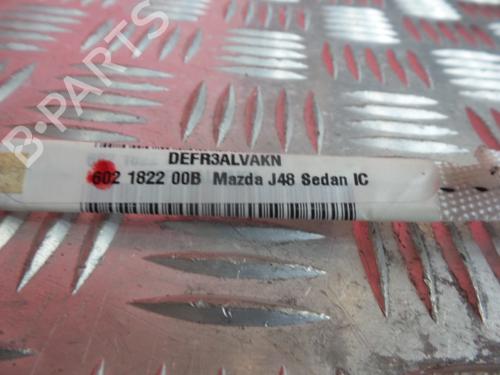 DEFR3ALVAKN
602 1822 00B Mazda J48 Sedan IC
B-PARTS